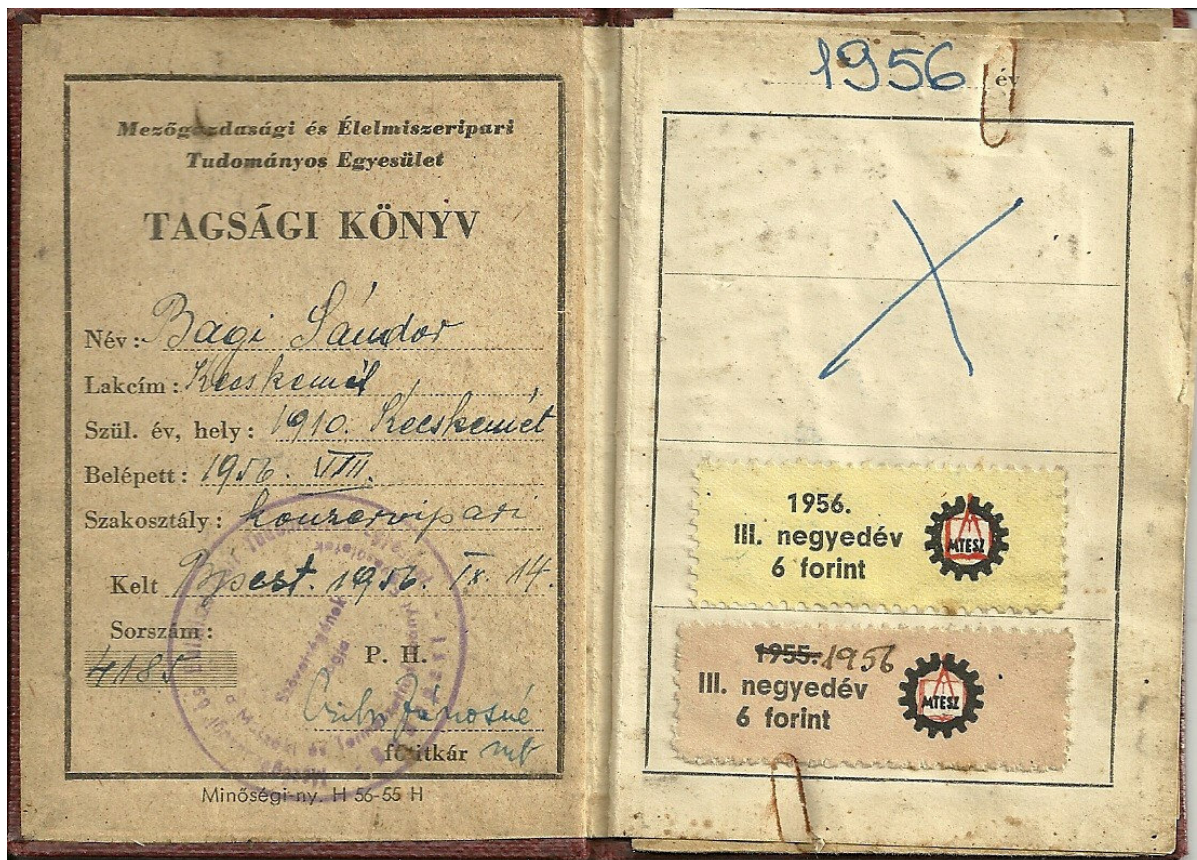 Mezőgazdasági és Élelmiszeripari
Tudományos Egyesület
TAGSÁGI KÖNYV
Név: Bagi Sándor
Lakcím: Kecskemét
Szül. év, hely: 1910. Kecskemét
Belépett: 1956. VIII.
Szakosztály: konzervipari
Kelt Bpest. 1956. IX. 14.
Sorszám:
4185
P. H.
Jánosné
főtitkár
Minőségi-ny. H 56-55 H
1956 év
1956.
III. negyedév
6 forint
MTESZ
1955. 1956
III. negyedév
6 forint
MTESZ